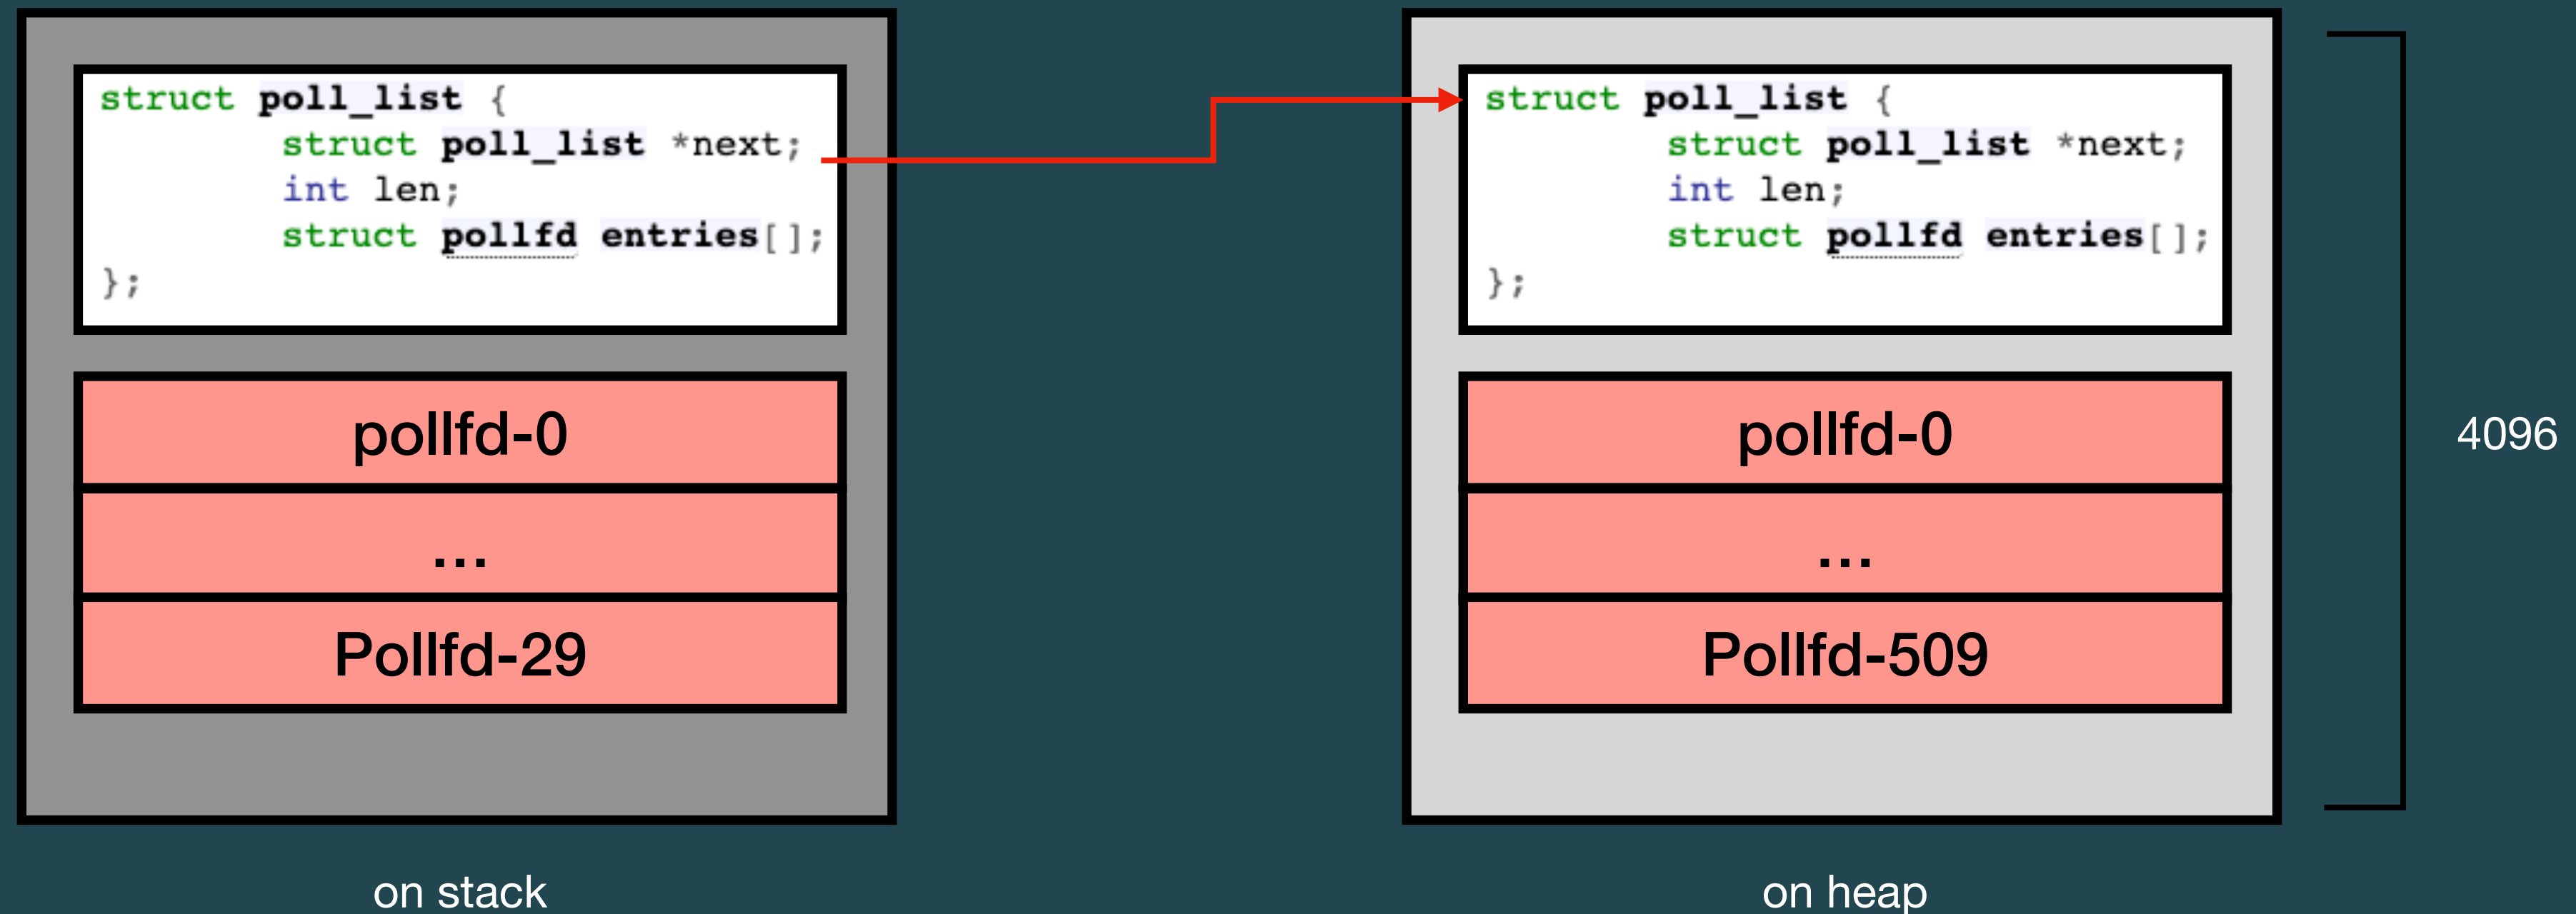 struct poll_list {
struct poll_list *next;
int len;
struct pollfd entries[];
};
pollfd-0
...
Pollfd-29
on stack
struct poll_list {
struct poll_list *next;
int len;
struct pollfd entries[];
};
pollfd-0
...
Pollfd-509
on heap
4096